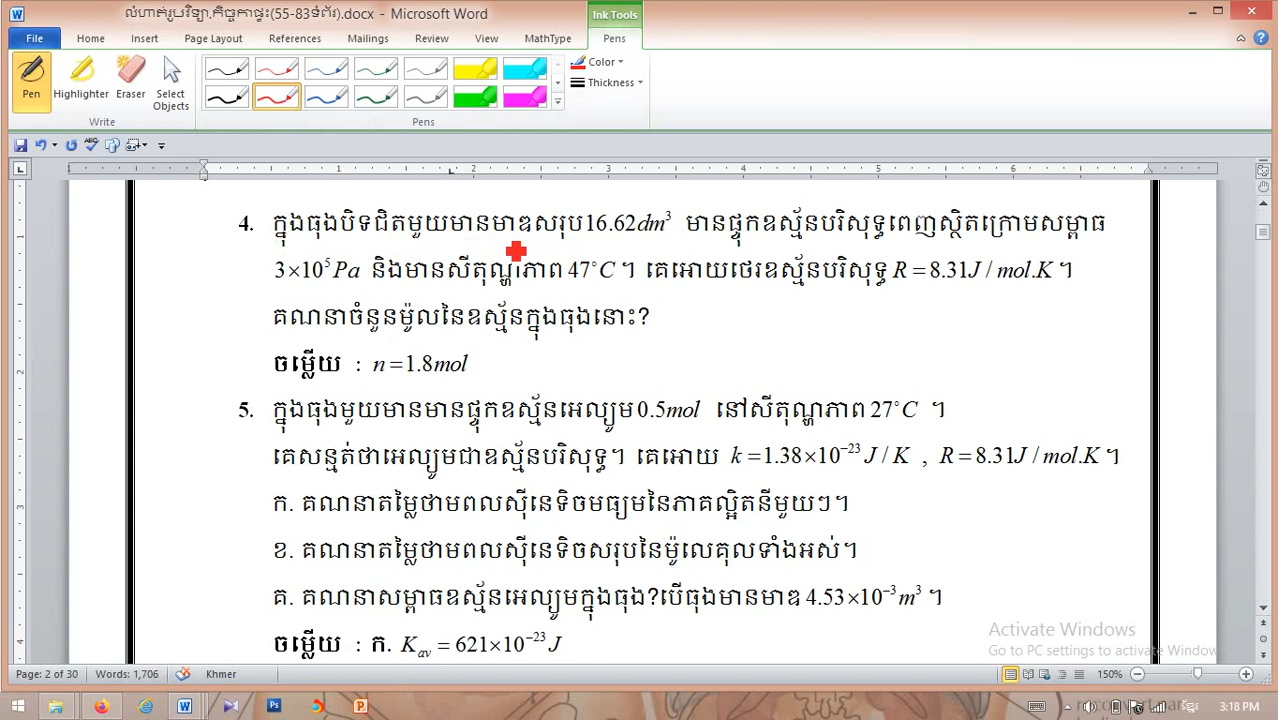 លំហាត់រូបវិទ្យា,កិច្ចកាផ្ទះ(55-83ទំព័រ).docx - Microsoft Word
Ink Tools
File Home Insert Page Layout References Mailings Review View MathType Pens
Pen Highlighter Eraser Select Objects
Color
Thickness
Write Pens
1 1 2 3 4 5 6
4. ក្នុងធុងបិទជិតមួយមានមាឌសរុប16.62dm³ មានផ្ទុកឧស្ម័នបរិសុទ្ធពេញស្ថិតក្រោមសម្ពាធ
3×10⁵Pa និងមានសីតុណ្ហភាព 47°C ។ គេអោយថេរឧស្ម័នបរិសុទ្ធ R = 8.31J / mol.K ។
គណនាចំនួនម៉ូលនៃឧស្ម័នក្នុងធុងនោះ?
ចម្លើយ : n = 1.8mol
5. ក្នុងធុងមួយមានមានផ្ទុកឧស្ម័នអេល្យូម 0.5mol នៅសីតុណ្ហភាព 27°C ។
គេសន្មត់ថាអេល្យូមជាឧស្ម័នបរិសុទ្ធ។ គេអោយ k = 1.38×10⁻²³ J / K , R = 8.31J / mol.K ។
ក. គណនាតម្លៃថាមពលស៊ីនេទិចមធ្យមនៃភាគល្អិតនីមួយៗ។
ខ. គណនាតម្លៃថាមពលស៊ីនេទិចសរុបនៃម៉ូលេគុលទាំងអស់។
គ. គណនាសម្ពាធឧស្ម័នអេល្យូមក្នុងធុង?បើធុងមានមាឌ 4.53×10⁻³m³ ។
ចម្លើយ : ក. Kav = 621×10⁻²³J
Activate Windows
Go to PC settings to activate Windows
Page: 2 of 30 Words: 1,706 Khmer 150%
3:18 PM